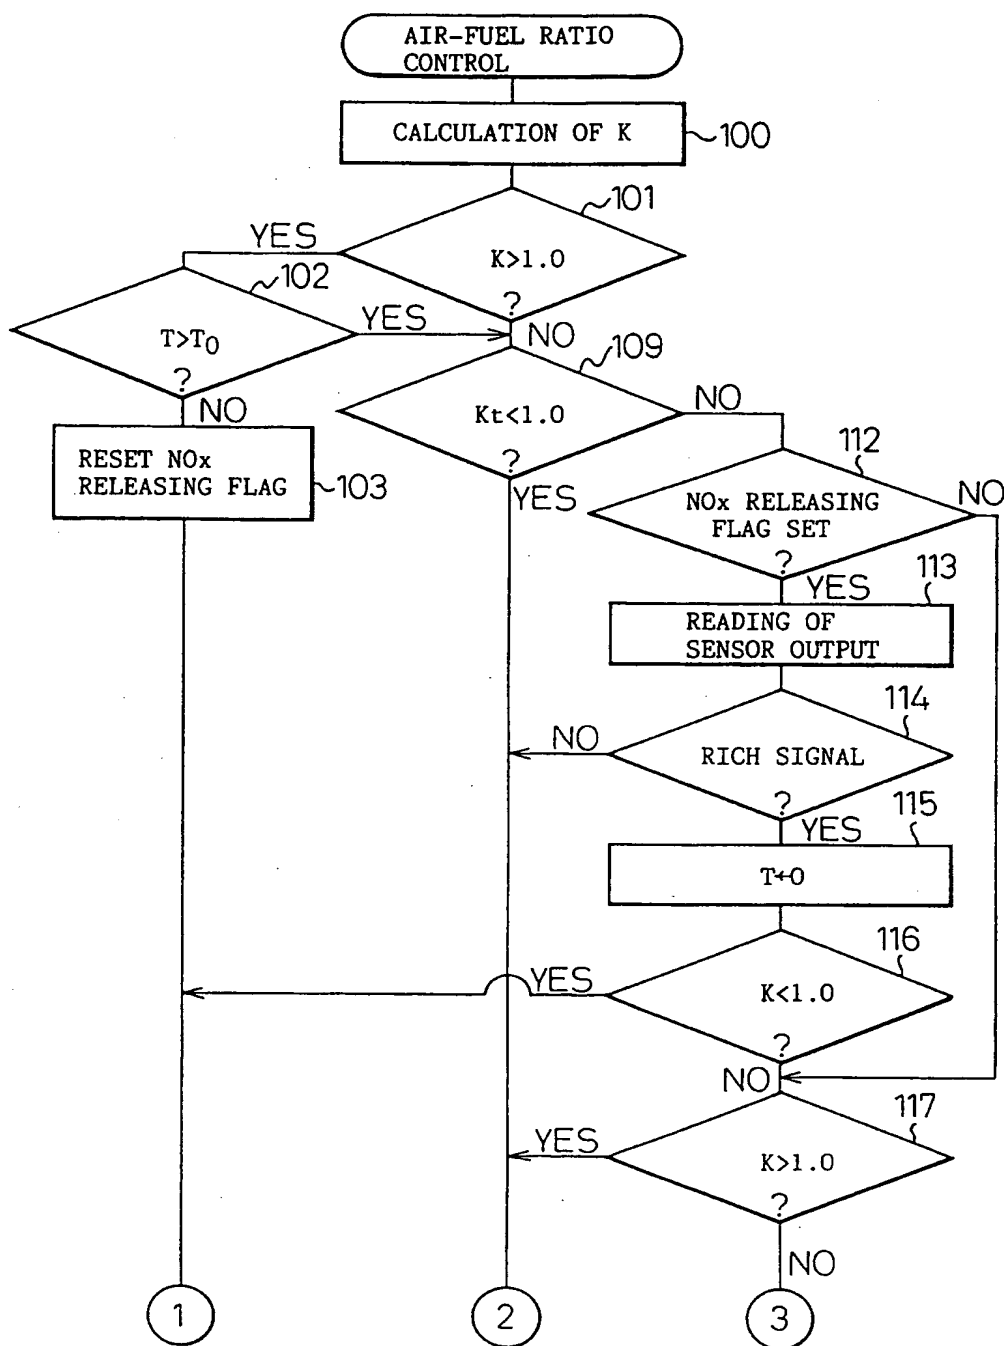 AIR-FUEL RATIO
CONTROL
CALCULATION OF K
100
101
YES
K>1.0
?
102
YES
NO
T>T0
?
NO
109
Kt<1.0
NO
?
YES
RESET NOx
RELEASING FLAG
103
112
NO
NOx RELEASING
FLAG SET
?
YES
113
READING OF
SENSOR OUTPUT
114
NO
RICH SIGNAL
?
YES
115
T←0
116
YES
K<1.0
?
NO
117
YES
K>1.0
?
NO
1
2
3